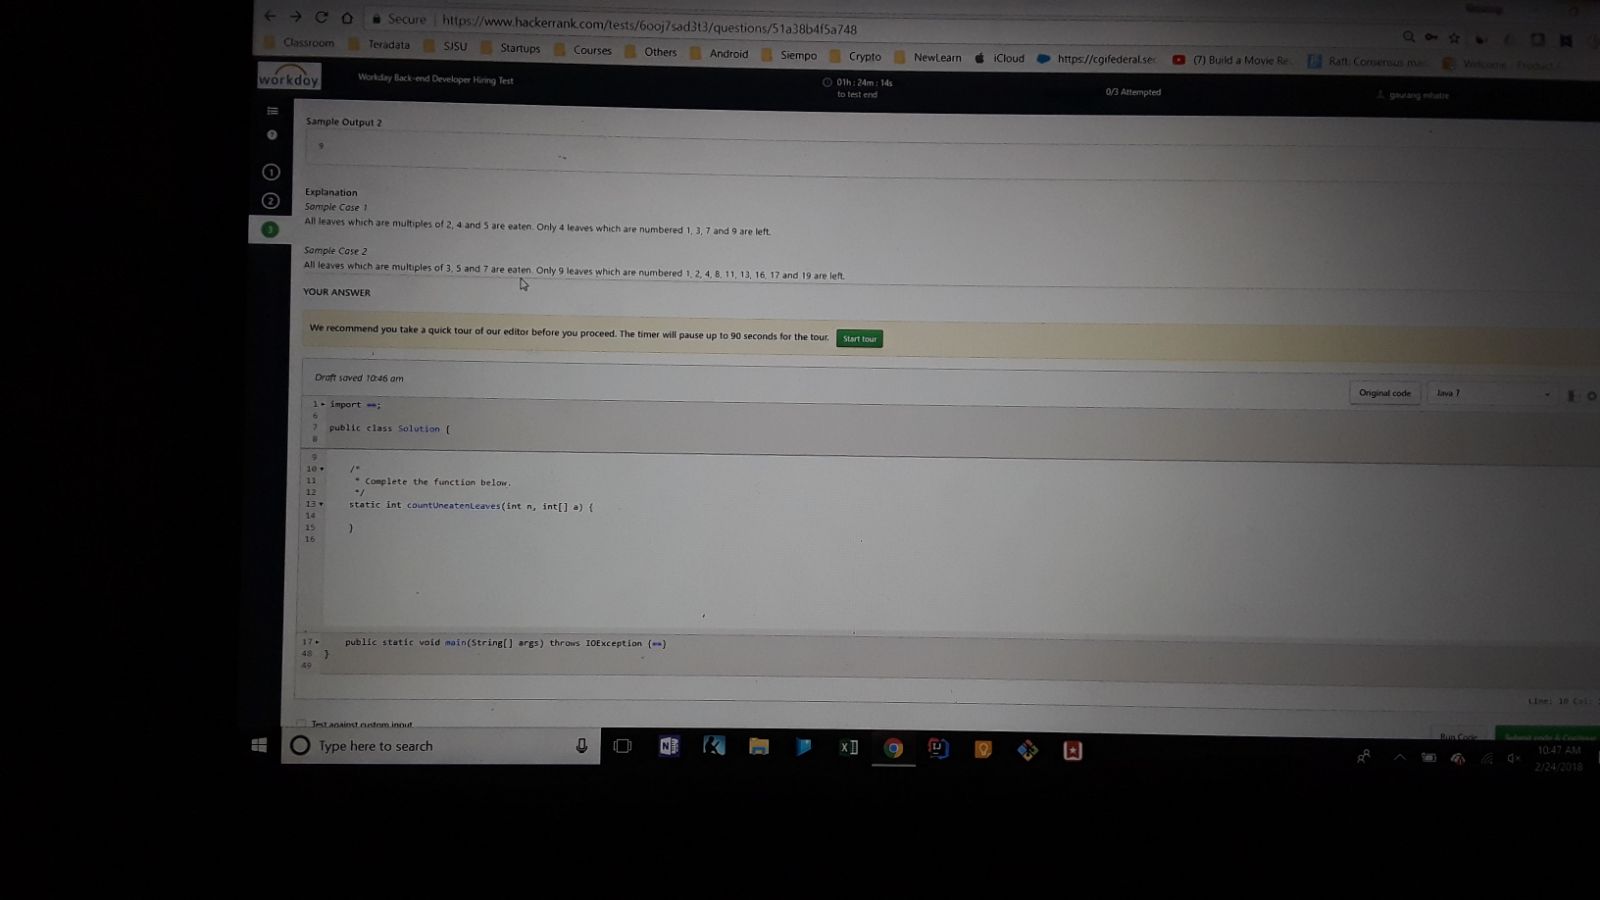 Secure https://www.hackerrank.com/tests/6ooj7sad3t3/questions/51a38b4f5a748
Classroom Teradata SJSU Startups Courses Others Android Siempo Crypto NewLearn iCloud https://cgifederal.sec (7) Build a Movie Re Raft: Consensus ma Welcome - Product
workday Workday Back-end Developer Hiring Test 01h : 24m : 14s 0/3 Attempted gaurang mhatre
to test end
Sample Output 2
9
1
2
3
Explanation
Sample Case 1
All leaves which are multiples of 2, 4 and 5 are eaten. Only 4 leaves which are numbered 1, 3, 7 and 9 are left.
Sample Case 2
All leaves which are multiples of 3, 5 and 7 are eaten. Only 9 leaves which are numbered 1, 2, 4, 8, 11, 13, 16, 17 and 19 are left.
YOUR ANSWER
We recommend you take a quick tour of our editor before you proceed. The timer will pause up to 90 seconds for the tour. Start tour
Draft saved 10:46 am Original code Java 7
1 import ;
6
7 public class Solution {
8
9
10 /*
11 * Complete the function below.
12 */
13 static int countUneatenLeaves(int n, int[] a) {
14
15 }
16
17 public static void main(String[] args) throws IOException { }
48 }
49
Line: 10 Col:
Test against custom input
Run Code Submit code & Continue
Type here to search
10:47 AM
2/24/2018